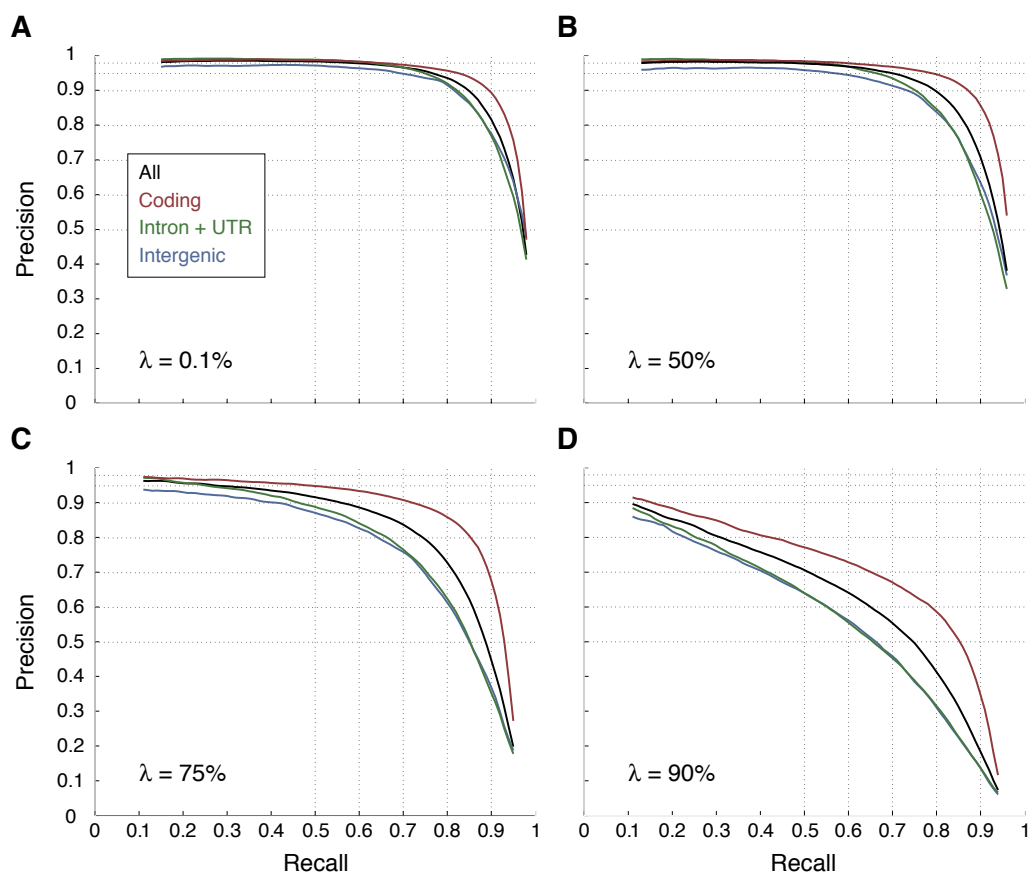 A
B
1
0.9
0.8
0.7
0.6
0.5
0.4
0.3
0.2
0.1
0
Precision
All
Coding
Intron + UTR
Intergenic
λ = 0.1%
λ = 50%
C
D
1
0.9
0.8
0.7
0.6
0.5
0.4
0.3
0.2
0.1
0
Precision
λ = 75%
λ = 90%
0 0.1 0.2 0.3 0.4 0.5 0.6 0.7 0.8 0.9 1
0 0.1 0.2 0.3 0.4 0.5 0.6 0.7 0.8 0.9 1
Recall
Recall